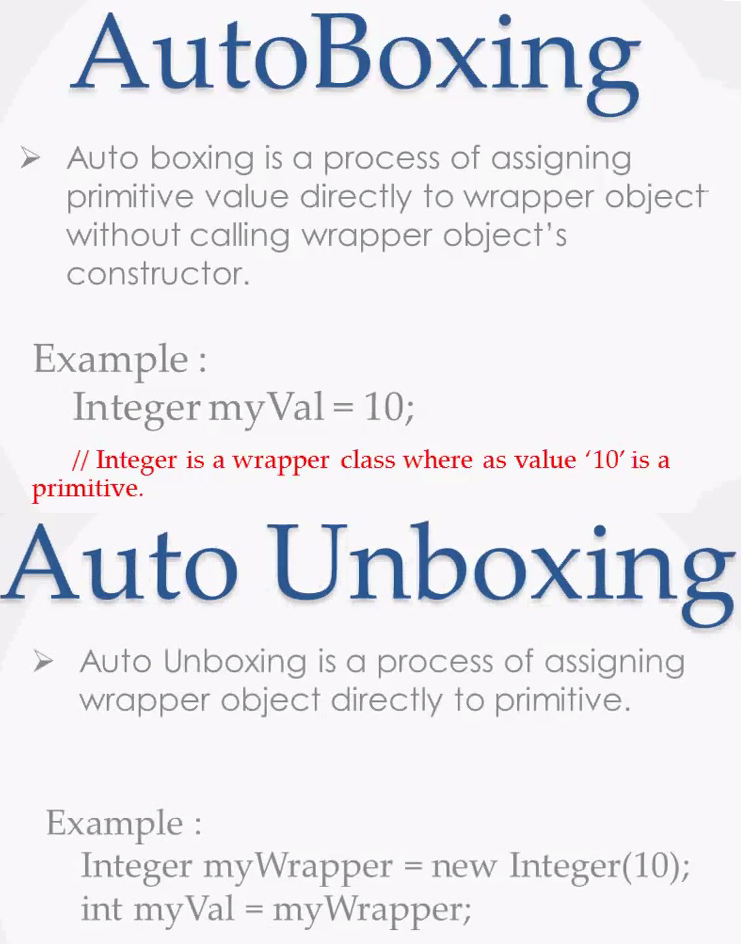 AutoBoxing
➢ Auto boxing is a process of assigning
primitive value directly to wrapper object
without calling wrapper object’s
constructor.
Example :
Integer myVal = 10;
// Integer is a wrapper class where as value ‘10’ is a
primitive.
Auto Unboxing
➢ Auto Unboxing is a process of assigning
wrapper object directly to primitive.
Example :
Integer myWrapper = new Integer(10);
int myVal = myWrapper;